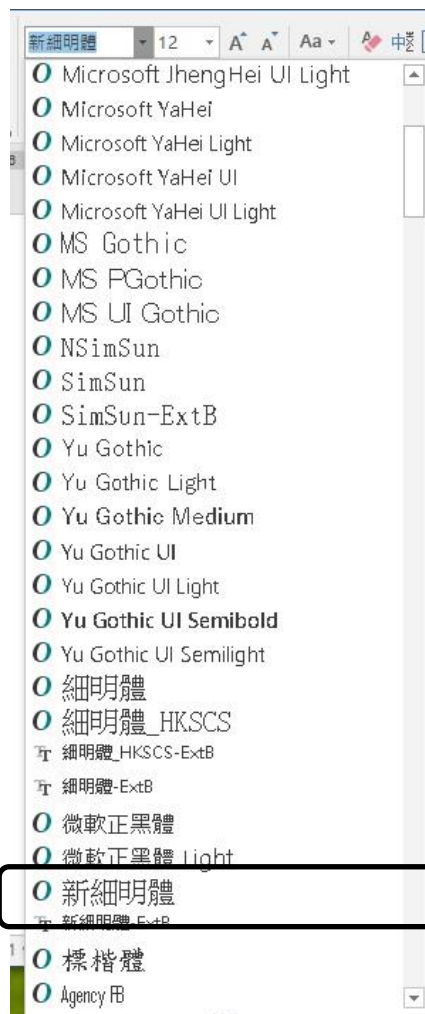 新細明體 12 A A Aa 中
Microsoft JhengHei UI Light
Microsoft YaHei
Microsoft YaHei Light
Microsoft YaHei UI
Microsoft YaHei UI Light
MS Gothic
MS PGothic
MS UI Gothic
NSimSun
SimSun
SimSun-ExtB
Yu Gothic
Yu Gothic Light
Yu Gothic Medium
Yu Gothic UI
Yu Gothic UI Light
Yu Gothic UI Semibold
Yu Gothic UI Semilight
細明體
細明體_HKSCS
細明體_HKSCS-ExtB
細明體-ExtB
微軟正黑體
微軟正黑體 Light
新細明體
新細明體-ExtB
標楷體
Agency FB